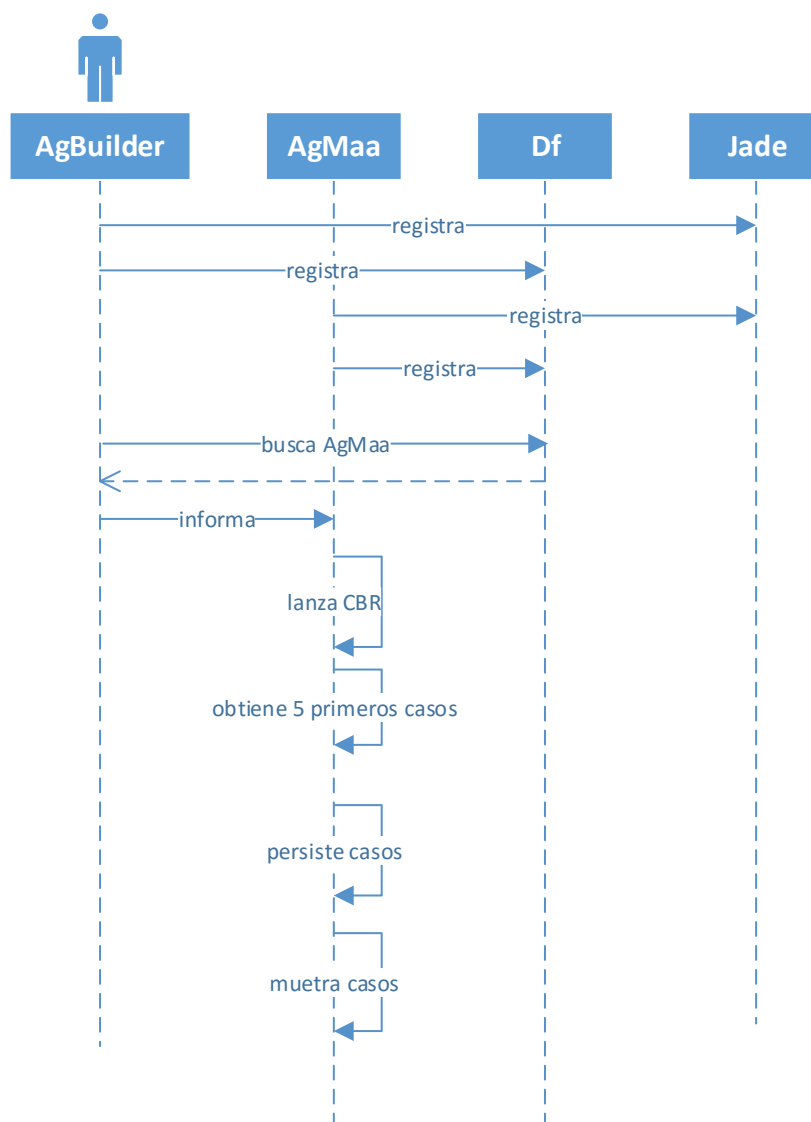 AgBuilder
AgMaa
Df
Jade
registra
registra
registra
registra
busca AgMaa
informa
lanza CBR
obtiene 5 primeros casos
persiste casos
muetra casos